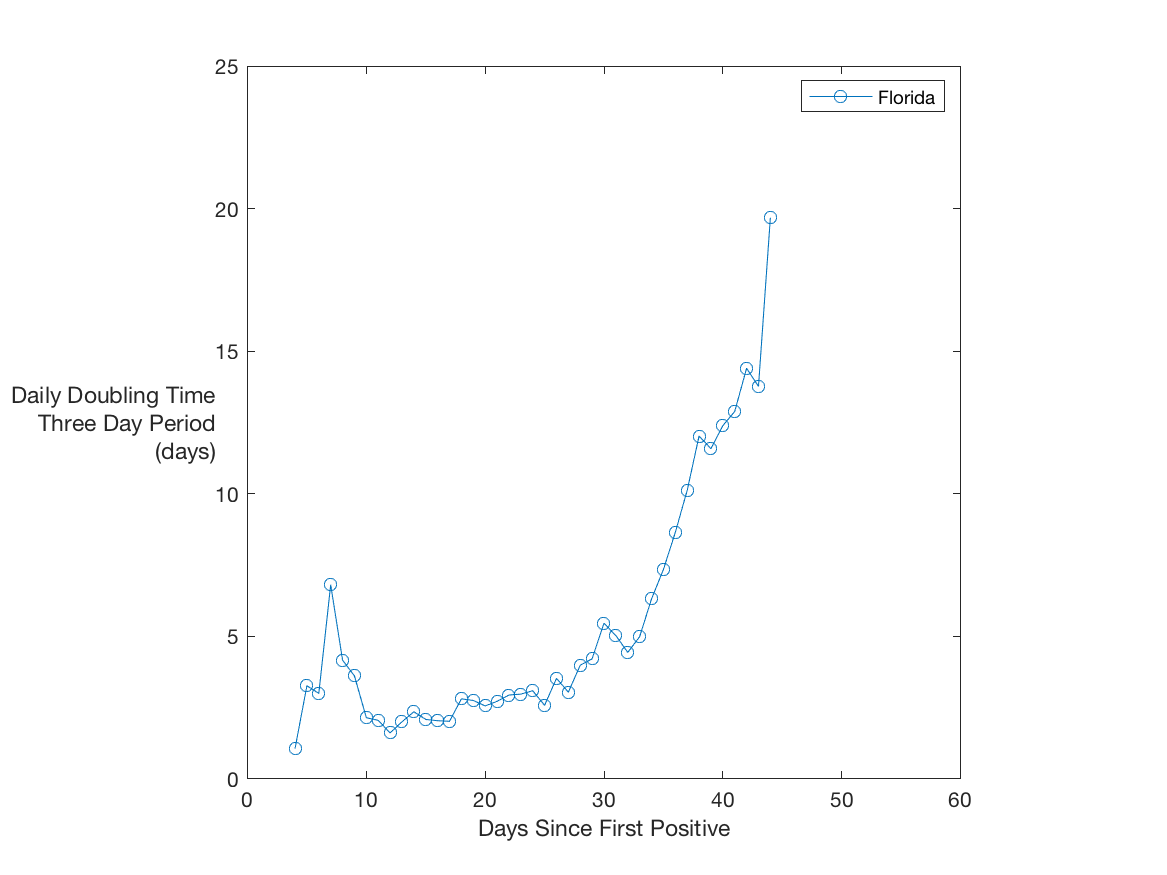 25
20
15
10
5
0
Daily Doubling Time
Three Day Period
(days)
Florida
0 10 20 30 40 50 60
Days Since First Positive